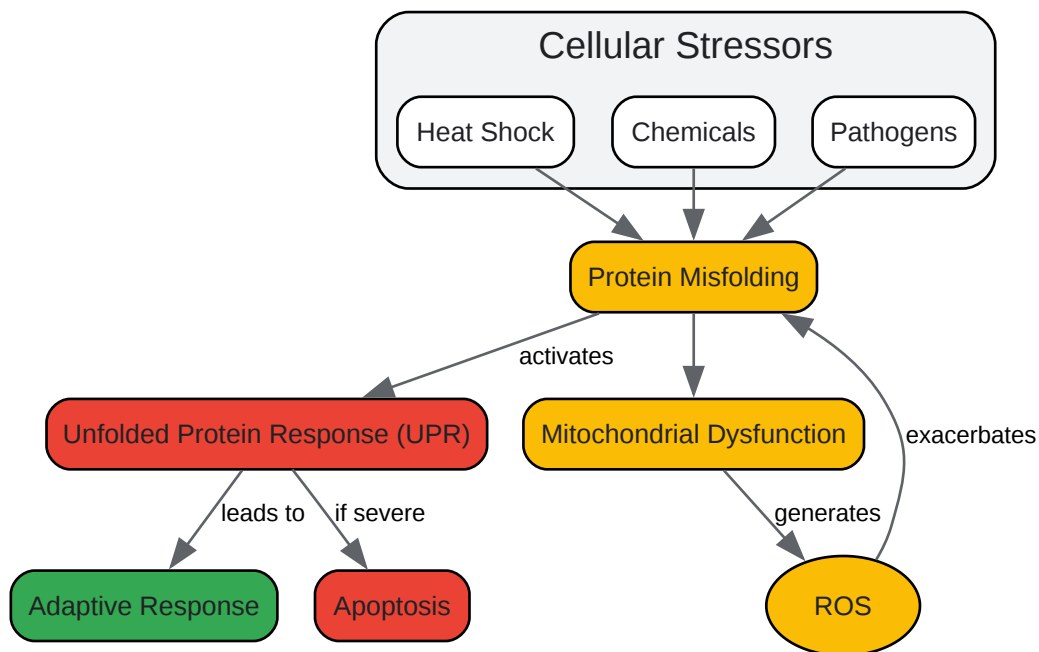 Cellular Stressors
Heat Shock
Chemicals
Pathogens
Protein Misfolding
activates
Unfolded Protein Response (UPR)
Mitochondrial Dysfunction
exacerbates
leads to
if severe
generates
Adaptive Response
Apoptosis
ROS